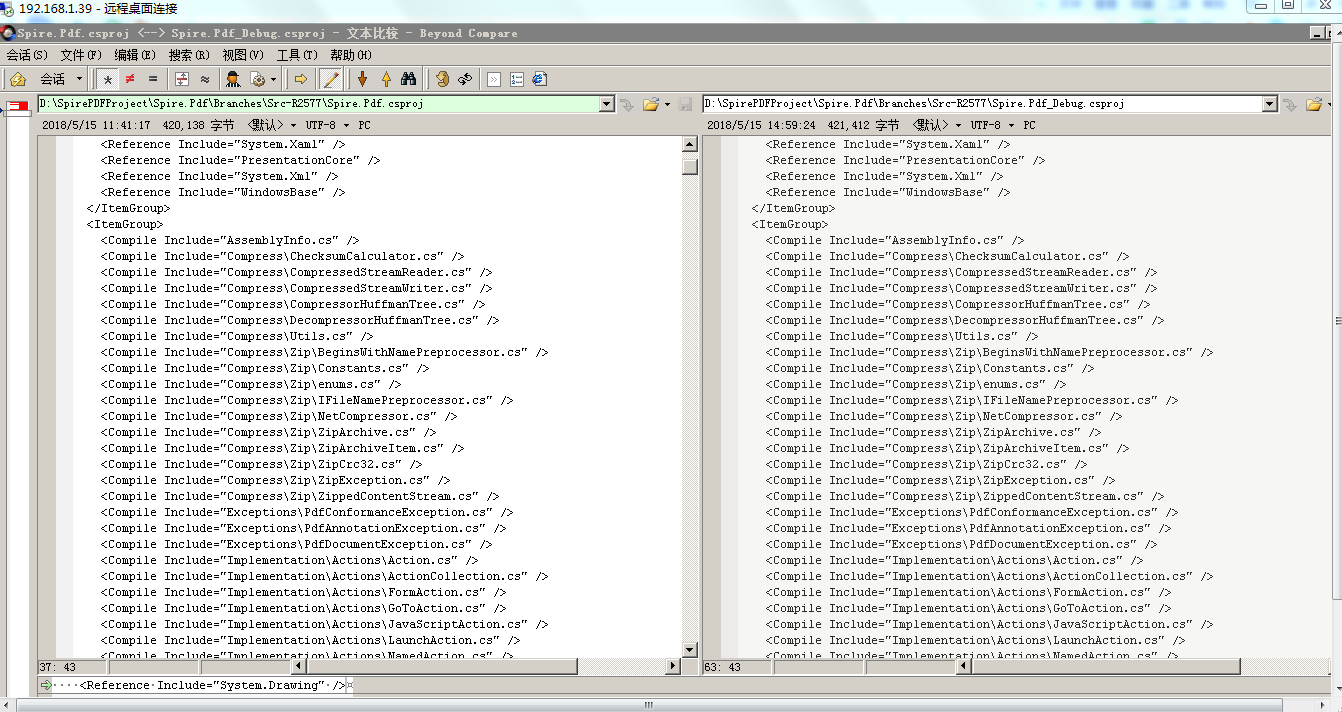 192.168.1.39 - 远程桌面连接
Spire.Pdf.csproj <--> Spire.Pdf_Debug.csproj - 文本比较 - Beyond Compare
会话(S) 文件(F) 编辑(E) 搜索(R) 视图(V) 工具(T) 帮助(H)
会话
D:\SpirePDFProject\Spire.Pdf\Branches\Src-R2577\Spire.Pdf.csproj
2018/5/15 11:41:17 420,138 字节 <默认> UTF-8 PC
<Reference Include="System.Xaml" />
<Reference Include="PresentationCore" />
<Reference Include="System.Xml" />
<Reference Include="WindowsBase" />
</ItemGroup>
<ItemGroup>
<Compile Include="AssemblyInfo.cs" />
<Compile Include="Compress\ChecksumCalculator.cs" />
<Compile Include="Compress\CompressedStreamReader.cs" />
<Compile Include="Compress\CompressedStreamWriter.cs" />
<Compile Include="Compress\CompressorHuffmanTree.cs" />
<Compile Include="Compress\DecompressorHuffmanTree.cs" />
<Compile Include="Compress\Utils.cs" />
<Compile Include="Compress\Zip\BeginsWithNamePreprocessor.cs" />
<Compile Include="Compress\Zip\Constants.cs" />
<Compile Include="Compress\Zip\enums.cs" />
<Compile Include="Compress\Zip\IFileNamePreprocessor.cs" />
<Compile Include="Compress\Zip\NetCompressor.cs" />
<Compile Include="Compress\Zip\ZipArchive.cs" />
<Compile Include="Compress\Zip\ZipArchiveItem.cs" />
<Compile Include="Compress\Zip\ZipCrc32.cs" />
<Compile Include="Compress\Zip\ZipException.cs" />
<Compile Include="Compress\Zip\ZippedContentStream.cs" />
<Compile Include="Exceptions\PdfConformanceException.cs" />
<Compile Include="Exceptions\PdfAnnotationException.cs" />
<Compile Include="Exceptions\PdfDocumentException.cs" />
<Compile Include="Implementation\Actions\Action.cs" />
<Compile Include="Implementation\Actions\ActionCollection.cs" />
<Compile Include="Implementation\Actions\FormAction.cs" />
<Compile Include="Implementation\Actions\GoToAction.cs" />
<Compile Include="Implementation\Actions\JavaScriptAction.cs" />
<Compile Include="Implementation\Actions\LaunchAction.cs" />
<Compile Include="Implementation\Actions\NamedAction.cs" />
37: 43
D:\SpirePDFProject\Spire.Pdf\Branches\Src-R2577\Spire.Pdf_Debug.csproj
2018/5/15 14:59:24 421,412 字节 <默认> UTF-8 PC
<Reference Include="System.Xaml" />
<Reference Include="PresentationCore" />
<Reference Include="System.Xml" />
<Reference Include="WindowsBase" />
</ItemGroup>
<ItemGroup>
<Compile Include="AssemblyInfo.cs" />
<Compile Include="Compress\ChecksumCalculator.cs" />
<Compile Include="Compress\CompressedStreamReader.cs" />
<Compile Include="Compress\CompressedStreamWriter.cs" />
<Compile Include="Compress\CompressorHuffmanTree.cs" />
<Compile Include="Compress\DecompressorHuffmanTree.cs" />
<Compile Include="Compress\Utils.cs" />
<Compile Include="Compress\Zip\BeginsWithNamePreprocessor.cs" />
<Compile Include="Compress\Zip\Constants.cs" />
<Compile Include="Compress\Zip\enums.cs" />
<Compile Include="Compress\Zip\IFileNamePreprocessor.cs" />
<Compile Include="Compress\Zip\NetCompressor.cs" />
<Compile Include="Compress\Zip\ZipArchive.cs" />
<Compile Include="Compress\Zip\ZipArchiveItem.cs" />
<Compile Include="Compress\Zip\ZipCrc32.cs" />
<Compile Include="Compress\Zip\ZipException.cs" />
<Compile Include="Compress\Zip\ZippedContentStream.cs" />
<Compile Include="Exceptions\PdfConformanceException.cs" />
<Compile Include="Exceptions\PdfAnnotationException.cs" />
<Compile Include="Exceptions\PdfDocumentException.cs" />
<Compile Include="Implementation\Actions\Action.cs" />
<Compile Include="Implementation\Actions\ActionCollection.cs" />
<Compile Include="Implementation\Actions\FormAction.cs" />
<Compile Include="Implementation\Actions\GoToAction.cs" />
<Compile Include="Implementation\Actions\JavaScriptAction.cs" />
<Compile Include="Implementation\Actions\LaunchAction.cs" />
<Compile Include="Implementation\Actions\NamedAction.cs" />
63: 43
····<Reference·Include="System.Drawing"·/>¤